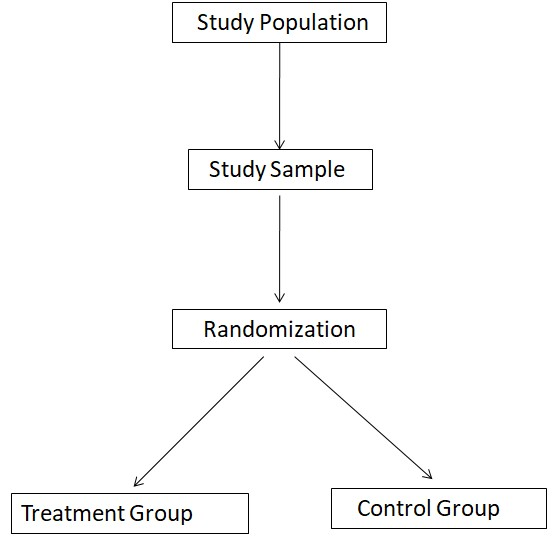 Study Population
Study Sample
Randomization
Treatment Group
Control Group